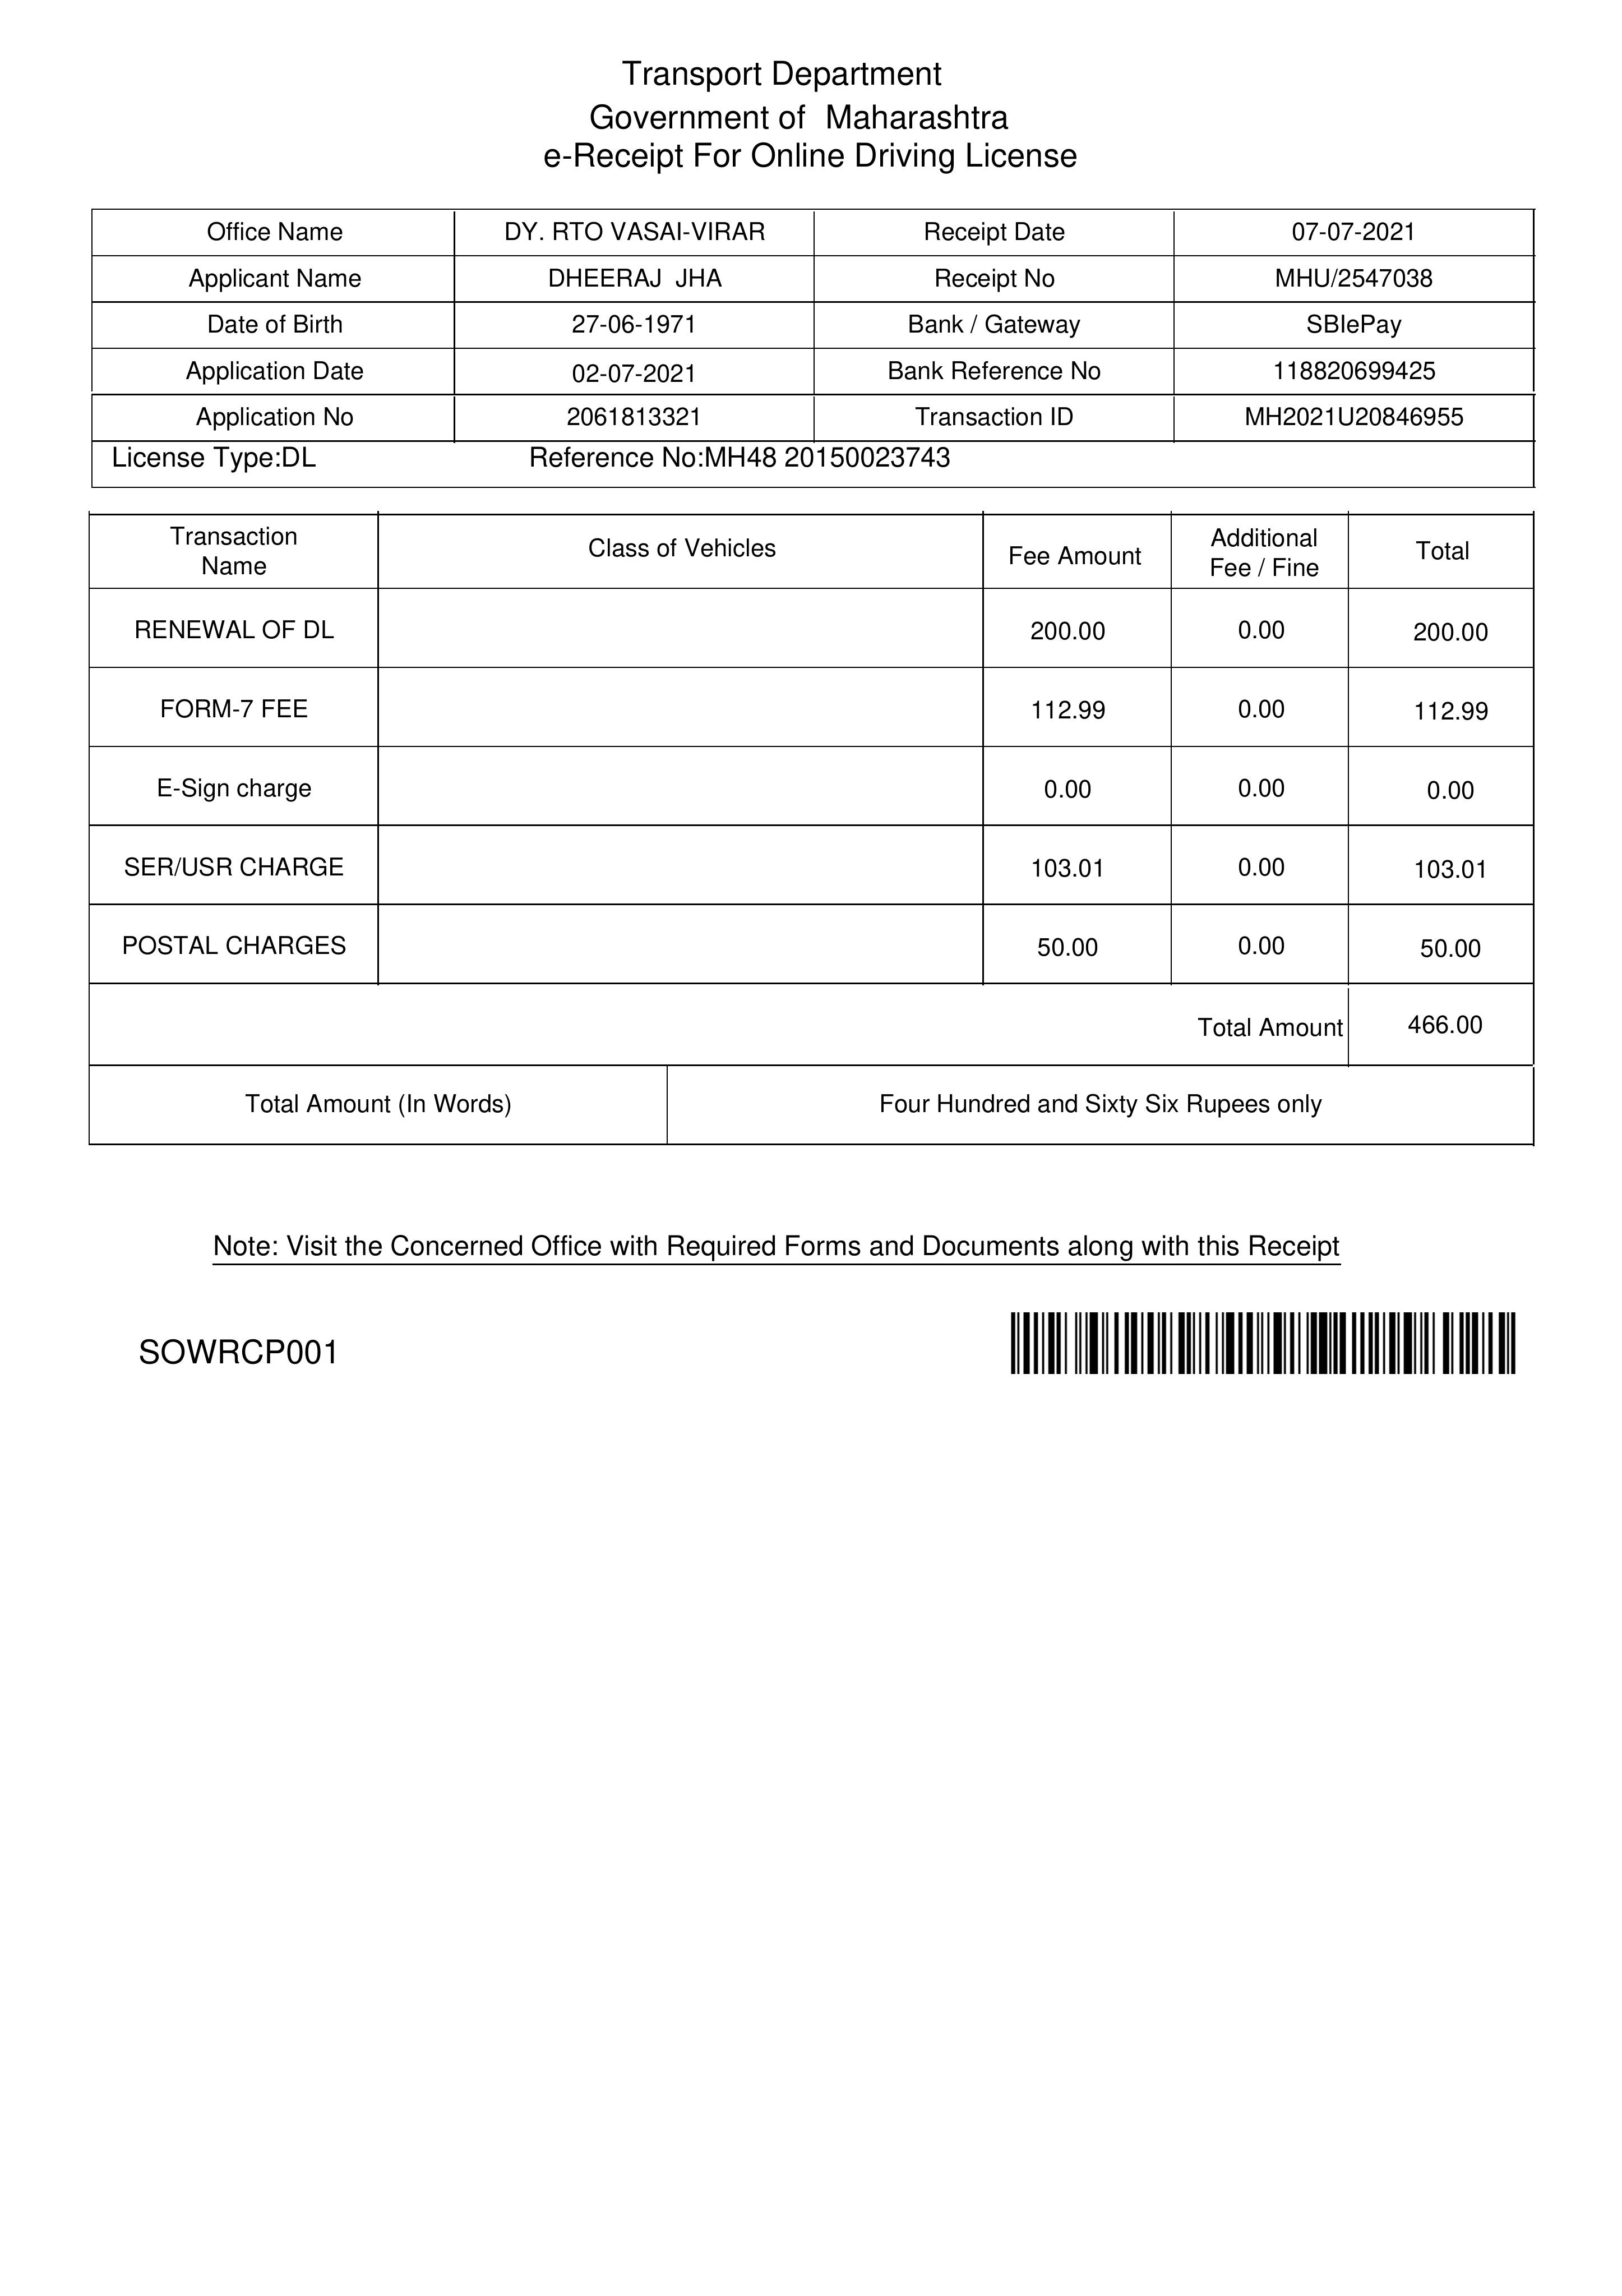 Transport Department
Government of Maharashtra
e-Receipt For Online Driving License
Office Name DY. RTO VASAI-VIRAR Receipt Date 07-07-2021
Applicant Name DHEERAJ JHA Receipt No MHU/2547038
Date of Birth 27-06-1971 Bank / Gateway SBIePay
Application Date 02-07-2021 Bank Reference No 118820699425
Application No 2061813321 Transaction ID MH2021U20846955
License Type:DL Reference No:MH48 20150023743
Transaction Name Class of Vehicles Fee Amount Additional Fee / Fine Total
RENEWAL OF DL 200.00 0.00 200.00
FORM-7 FEE 112.99 0.00 112.99
E-Sign charge 0.00 0.00 0.00
SER/USR CHARGE 103.01 0.00 103.01
POSTAL CHARGES 50.00 0.00 50.00
Total Amount 466.00
Total Amount (In Words) Four Hundred and Sixty Six Rupees only
Note: Visit the Concerned Office with Required Forms and Documents along with this Receipt
SOWRCP001